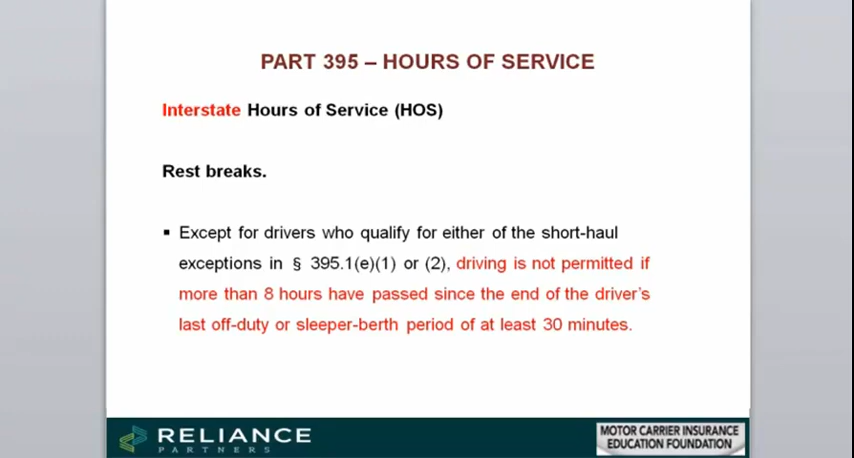 PART 395 – HOURS OF SERVICE
Interstate Hours of Service (HOS)
Rest breaks.
▪ Except for drivers who qualify for either of the short-haul
exceptions in § 395.1(e)(1) or (2), driving is not permitted if
more than 8 hours have passed since the end of the driver's
last off-duty or sleeper-berth period of at least 30 minutes.
RELIANCE
PARTNERS
MOTOR CARRIER INSURANCE
EDUCATION FOUNDATION